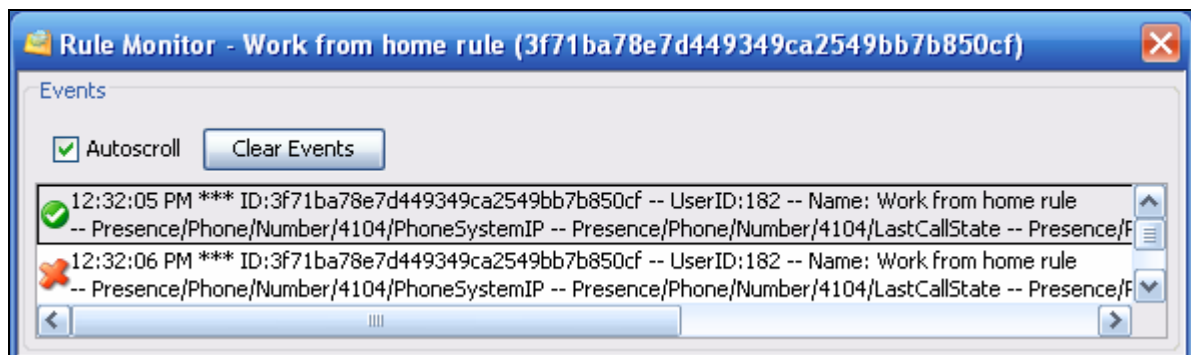 Rule Monitor - Work from home rule (3f71ba78e7d449349ca2549bb7b850cf)
Events
Autoscroll Clear Events
12:32:05 PM *** ID:3f71ba78e7d449349ca2549bb7b850cf -- UserID:182 -- Name: Work from home rule
-- Presence/Phone/Number/4104/PhoneSystemIP -- Presence/Phone/Number/4104/LastCallState -- Presence/
12:32:06 PM *** ID:3f71ba78e7d449349ca2549bb7b850cf -- UserID:182 -- Name: Work from home rule
-- Presence/Phone/Number/4104/PhoneSystemIP -- Presence/Phone/Number/4104/LastCallState -- Presence/